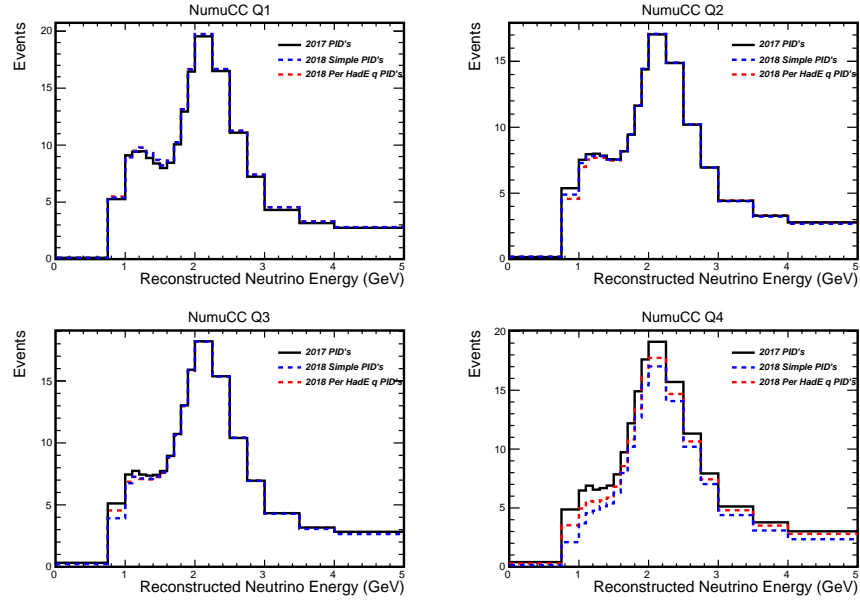 NumuCC Q1
Events
20
15
10
5
0
2017 PID's
2018 Simple PID's
2018 Per HadE q PID's
0 1 2 3 4 5
Reconstructed Neutrino Energy (GeV)
NumuCC Q2
Events
15
10
5
0
2017 PID's
2018 Simple PID's
2018 Per HadE q PID's
0 1 2 3 4 5
Reconstructed Neutrino Energy (GeV)
NumuCC Q3
Events
15
10
5
0
2017 PID's
2018 Simple PID's
2018 Per HadE q PID's
0 1 2 3 4 5
Reconstructed Neutrino Energy (GeV)
NumuCC Q4
Events
20
15
10
5
0
2017 PID's
2018 Simple PID's
2018 Per HadE q PID's
0 1 2 3 4 5
Reconstructed Neutrino Energy (GeV)